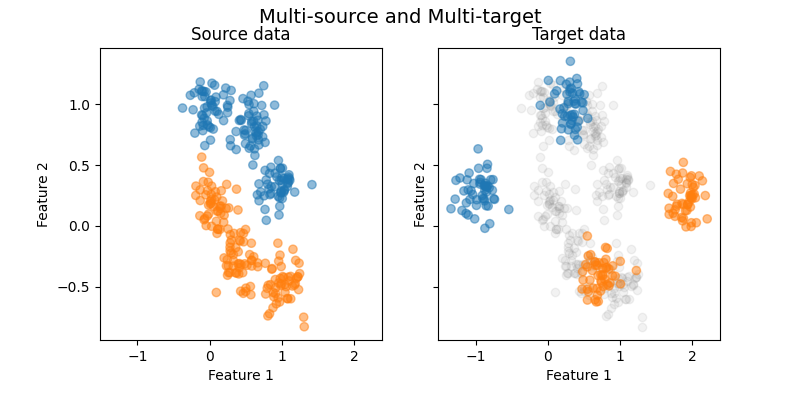 Multi-source and Multi-target
Source data
Target data
Feature 2
1.0
0.5
0.0
−0.5
−1
0
1
2
Feature 1
Feature 2
−1
0
1
2
Feature 1